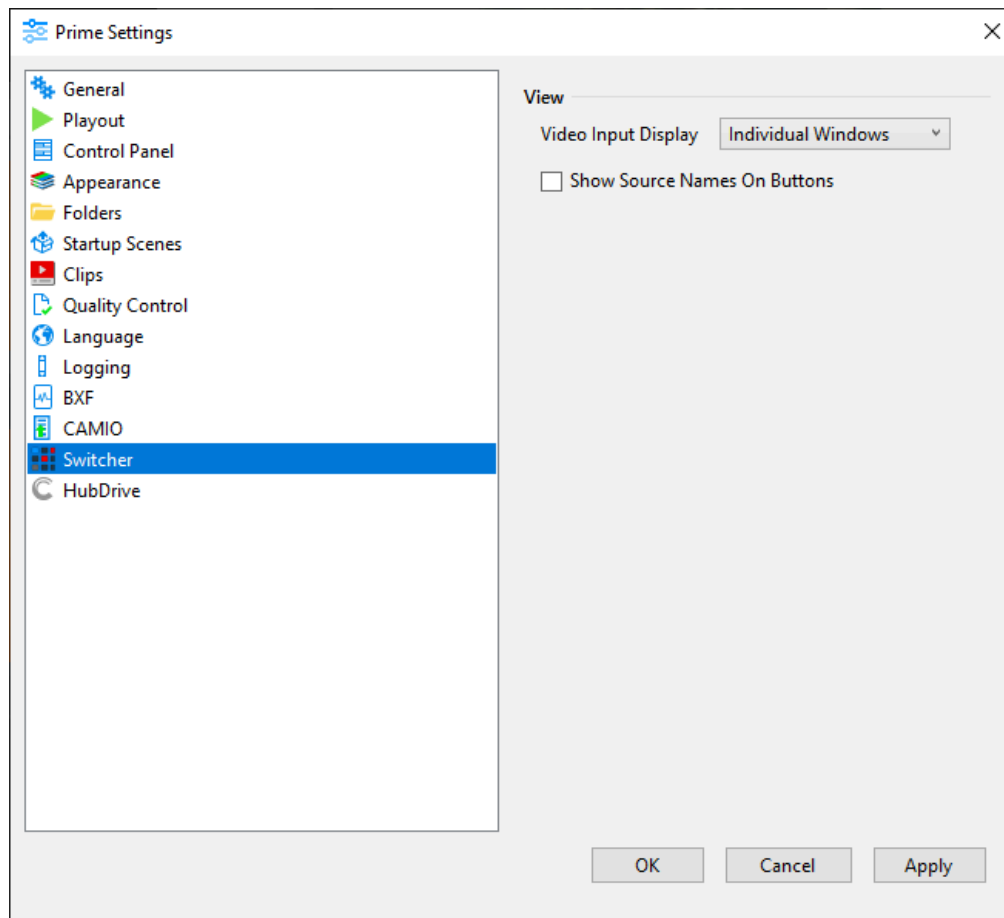 Prime Settings
General
Playout
Control Panel
Appearance
Folders
Startup Scenes
Clips
Quality Control
Language
Logging
BXF
CAMIO
Switcher
HubDrive
View
Video Input Display Individual Windows
Show Source Names On Buttons
OK Cancel Apply